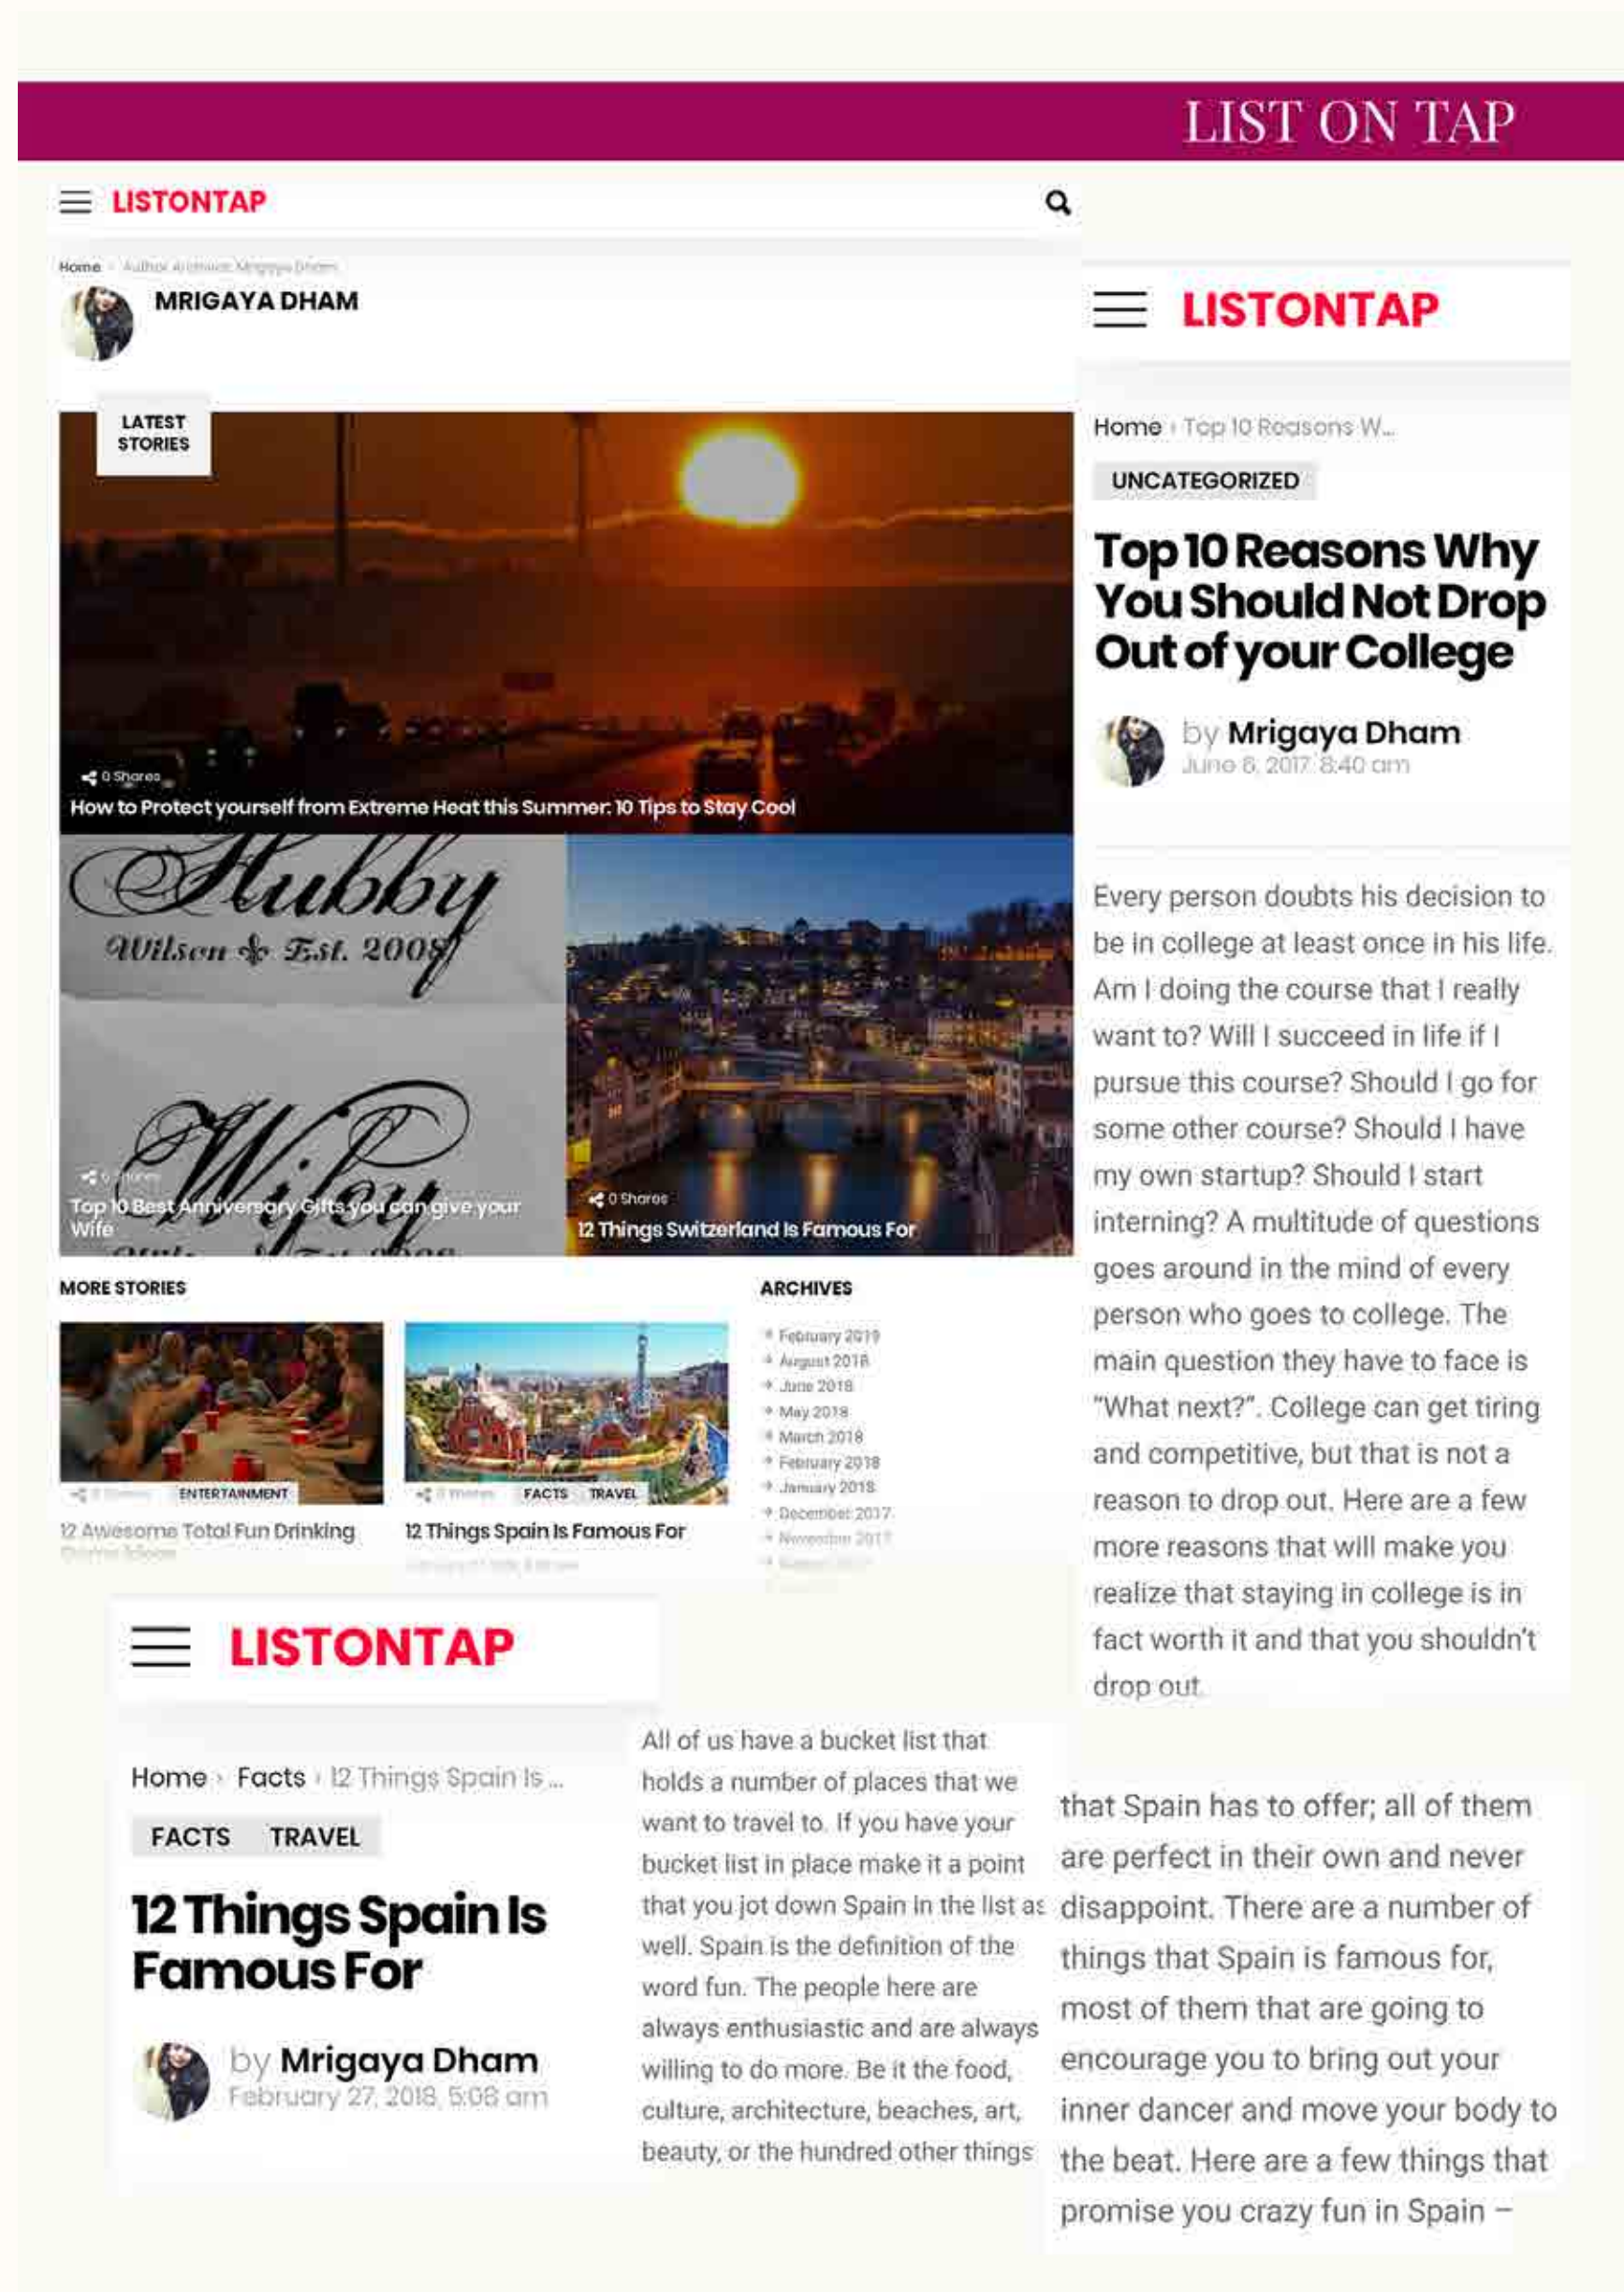 LIST ON TAP
LISTONTAP
Home
Author Archives: Mrigaya Dham
MRIGAYA DHAM
LATEST
STORIES
0 Shares
How to Protect yourself from Extreme Heat this Summer: 10 Tips to Stay Cool
Hubby
Wilson Est. 2008
Wifey
Top 10 Best Anniversary Gifts you can give your
Wife
0 Shares
12 Things Switzerland Is Famous For
MORE STORIES
ENTERTAINMENT
12 Awesome Total Fun Drinking
FACTS TRAVEL
12 Things Spain Is Famous For
ARCHIVES
February 2019
August 2018
June 2018
May 2018
March 2018
February 2018
January 2018
December 2017
November 2017
LISTONTAP
Home › Top 10 Reasons W...
UNCATEGORIZED
Top 10 Reasons Why
You Should Not Drop
Out of your College
by Mrigaya Dham
June 8, 2017, 8:40 am
Every person doubts his decision to
be in college at least once in his life.
Am I doing the course that I really
want to? Will I succeed in life if I
pursue this course? Should I go for
some other course? Should I have
my own startup? Should I start
interning? A multitude of questions
goes around in the mind of every
person who goes to college. The
main question they have to face is
"What next?". College can get tiring
and competitive, but that is not a
reason to drop out. Here are a few
more reasons that will make you
realize that staying in college is in
fact worth it and that you shouldn't
drop out.
LISTONTAP
Home › Facts › 12 Things Spain Is ...
FACTS TRAVEL
12 Things Spain Is
Famous For
by Mrigaya Dham
February 27, 2018, 5:08 am
All of us have a bucket list that
holds a number of places that we
want to travel to. If you have your
bucket list in place make it a point
that you jot down Spain in the list as
well. Spain is the definition of the
word fun. The people here are
always enthusiastic and are always
willing to do more. Be it the food,
culture, architecture, beaches, art,
beauty, or the hundred other things
that Spain has to offer; all of them
are perfect in their own and never
disappoint. There are a number of
things that Spain is famous for,
most of them that are going to
encourage you to bring out your
inner dancer and move your body to
the beat. Here are a few things that
promise you crazy fun in Spain –